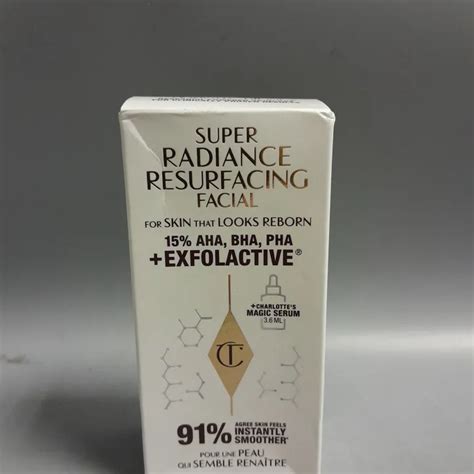 SUPER
RADIANCE
RESURFACING
FACIAL
FOR SKIN THAT LOOKS REBORN
15% AHA, BHA, PHA
+EXFOLACTIVE®
+CHARLOTTE'S
MAGIC SERUM
3.6 ML
CT
91% AGREE SKIN FEELS
INSTANTLY
SMOOTHER*
POUR UNE PEAU
QUI SEMBLE RENAÎTRE